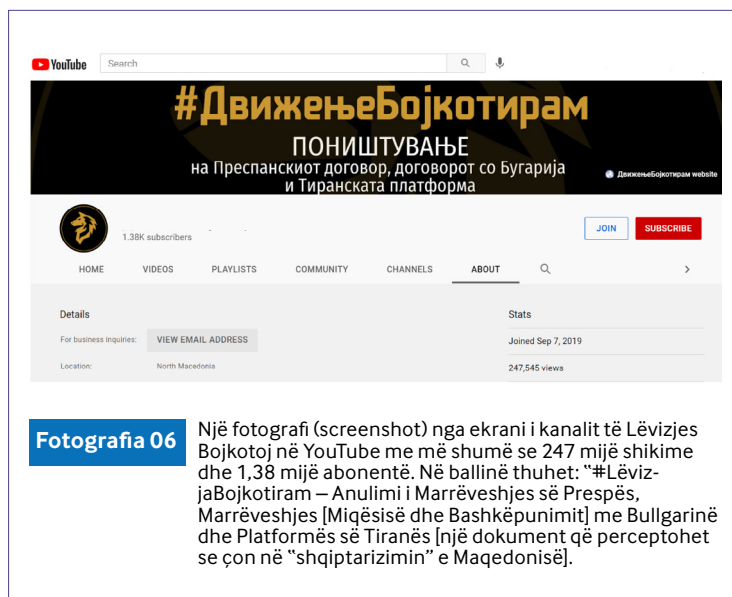 YouTube
Search
#ДвижењеБојкотирам
ПОНИШТУВАЊЕ
на Преспанскиот договор, договорот со Бугарија
и Тиранската платформа
ДвижењеБојкотирам website
1.38K subscribers
JOIN
SUBSCRIBE
HOME
VIDEOS
PLAYLISTS
COMMUNITY
CHANNELS
ABOUT
Details
Stats
For business inquiries:
VIEW EMAIL ADDRESS
Joined Sep 7, 2019
Location:
North Macedonia
247,545 views
Fotografia 06
Një fotografi (screenshot) nga ekrani i kanalit të Lëvizjes
Bojkotoj në YouTube me më shumë se 247 mijë shikime
dhe 1,38 mijë abonentë. Në ballinë thuhet: “#Lëviz-
jaBojkotiram – Anulimi i Marrëveshjes së Prespës,
Marrëveshjes [Miqësisë dhe Bashkëpunimit] me Bullgarinë
dhe Platformës së Tiranës [një dokument që perceptohet
se çon në “shqiptarizimin” e Maqedonisë].